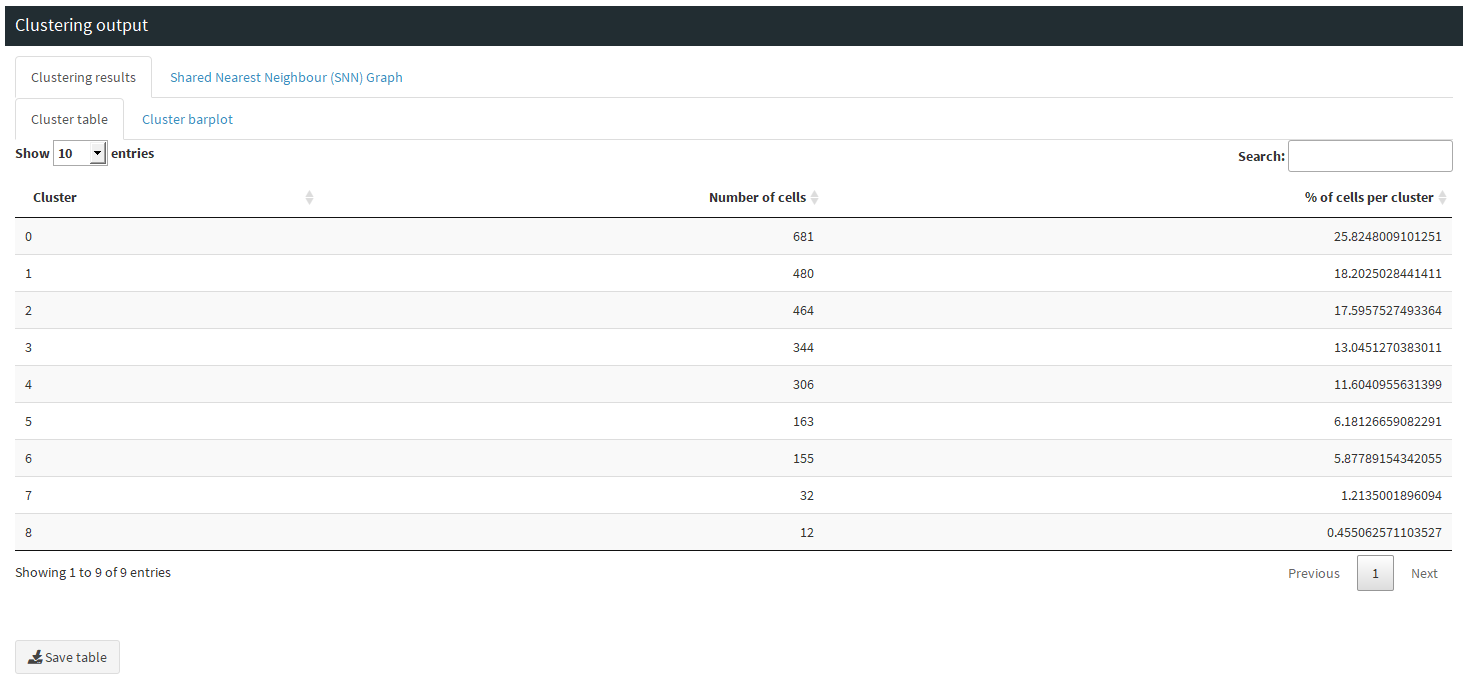 Clustering output
Clustering results Shared Nearest Neighbour (SNN) Graph
Cluster table Cluster barplot
Show 10 entries Search:
Cluster Number of cells % of cells per cluster
0 681 25.8248009101251
1 480 18.2025028441411
2 464 17.5957527493364
3 344 13.0451270383011
4 306 11.6040955631399
5 163 6.18126659082291
6 155 5.87789154342055
7 32 1.2135001896094
8 12 0.455062571103527
Showing 1 to 9 of 9 entries Previous 1 Next
Save table